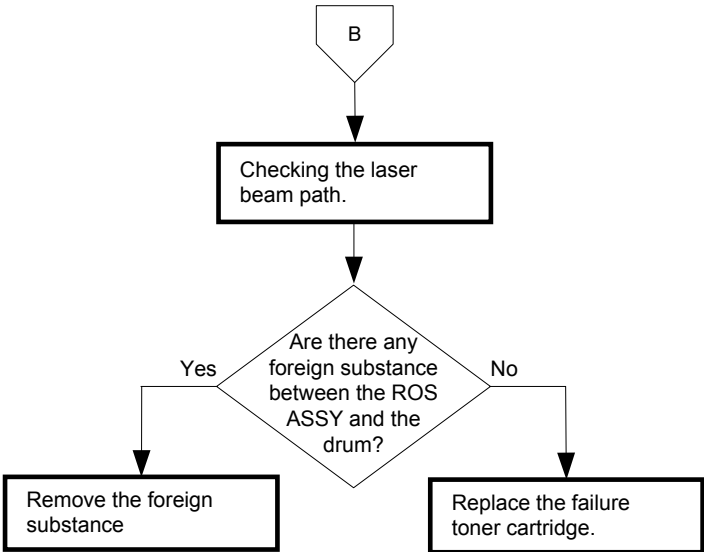 B
Checking the laser
beam path.
Are there any
foreign substance
between the ROS
ASSY and the
drum?
Yes
No
Remove the foreign
substance
Replace the failure
toner cartridge.